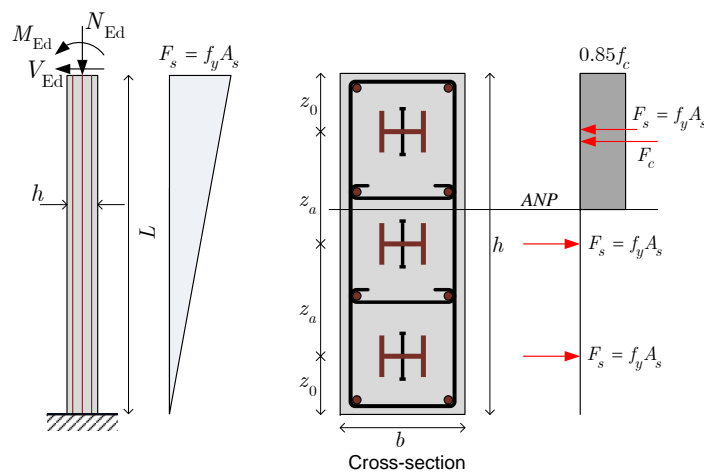 M_Ed
N_Ed
V_Ed
F_s = f_y A_s
h
L
z_0
z_a
z_a
z_0
h
b
Cross-section
ANP
0.85f_c
F_s = f_y A_s
F_c
F_s = f_y A_s
F_s = f_y A_s